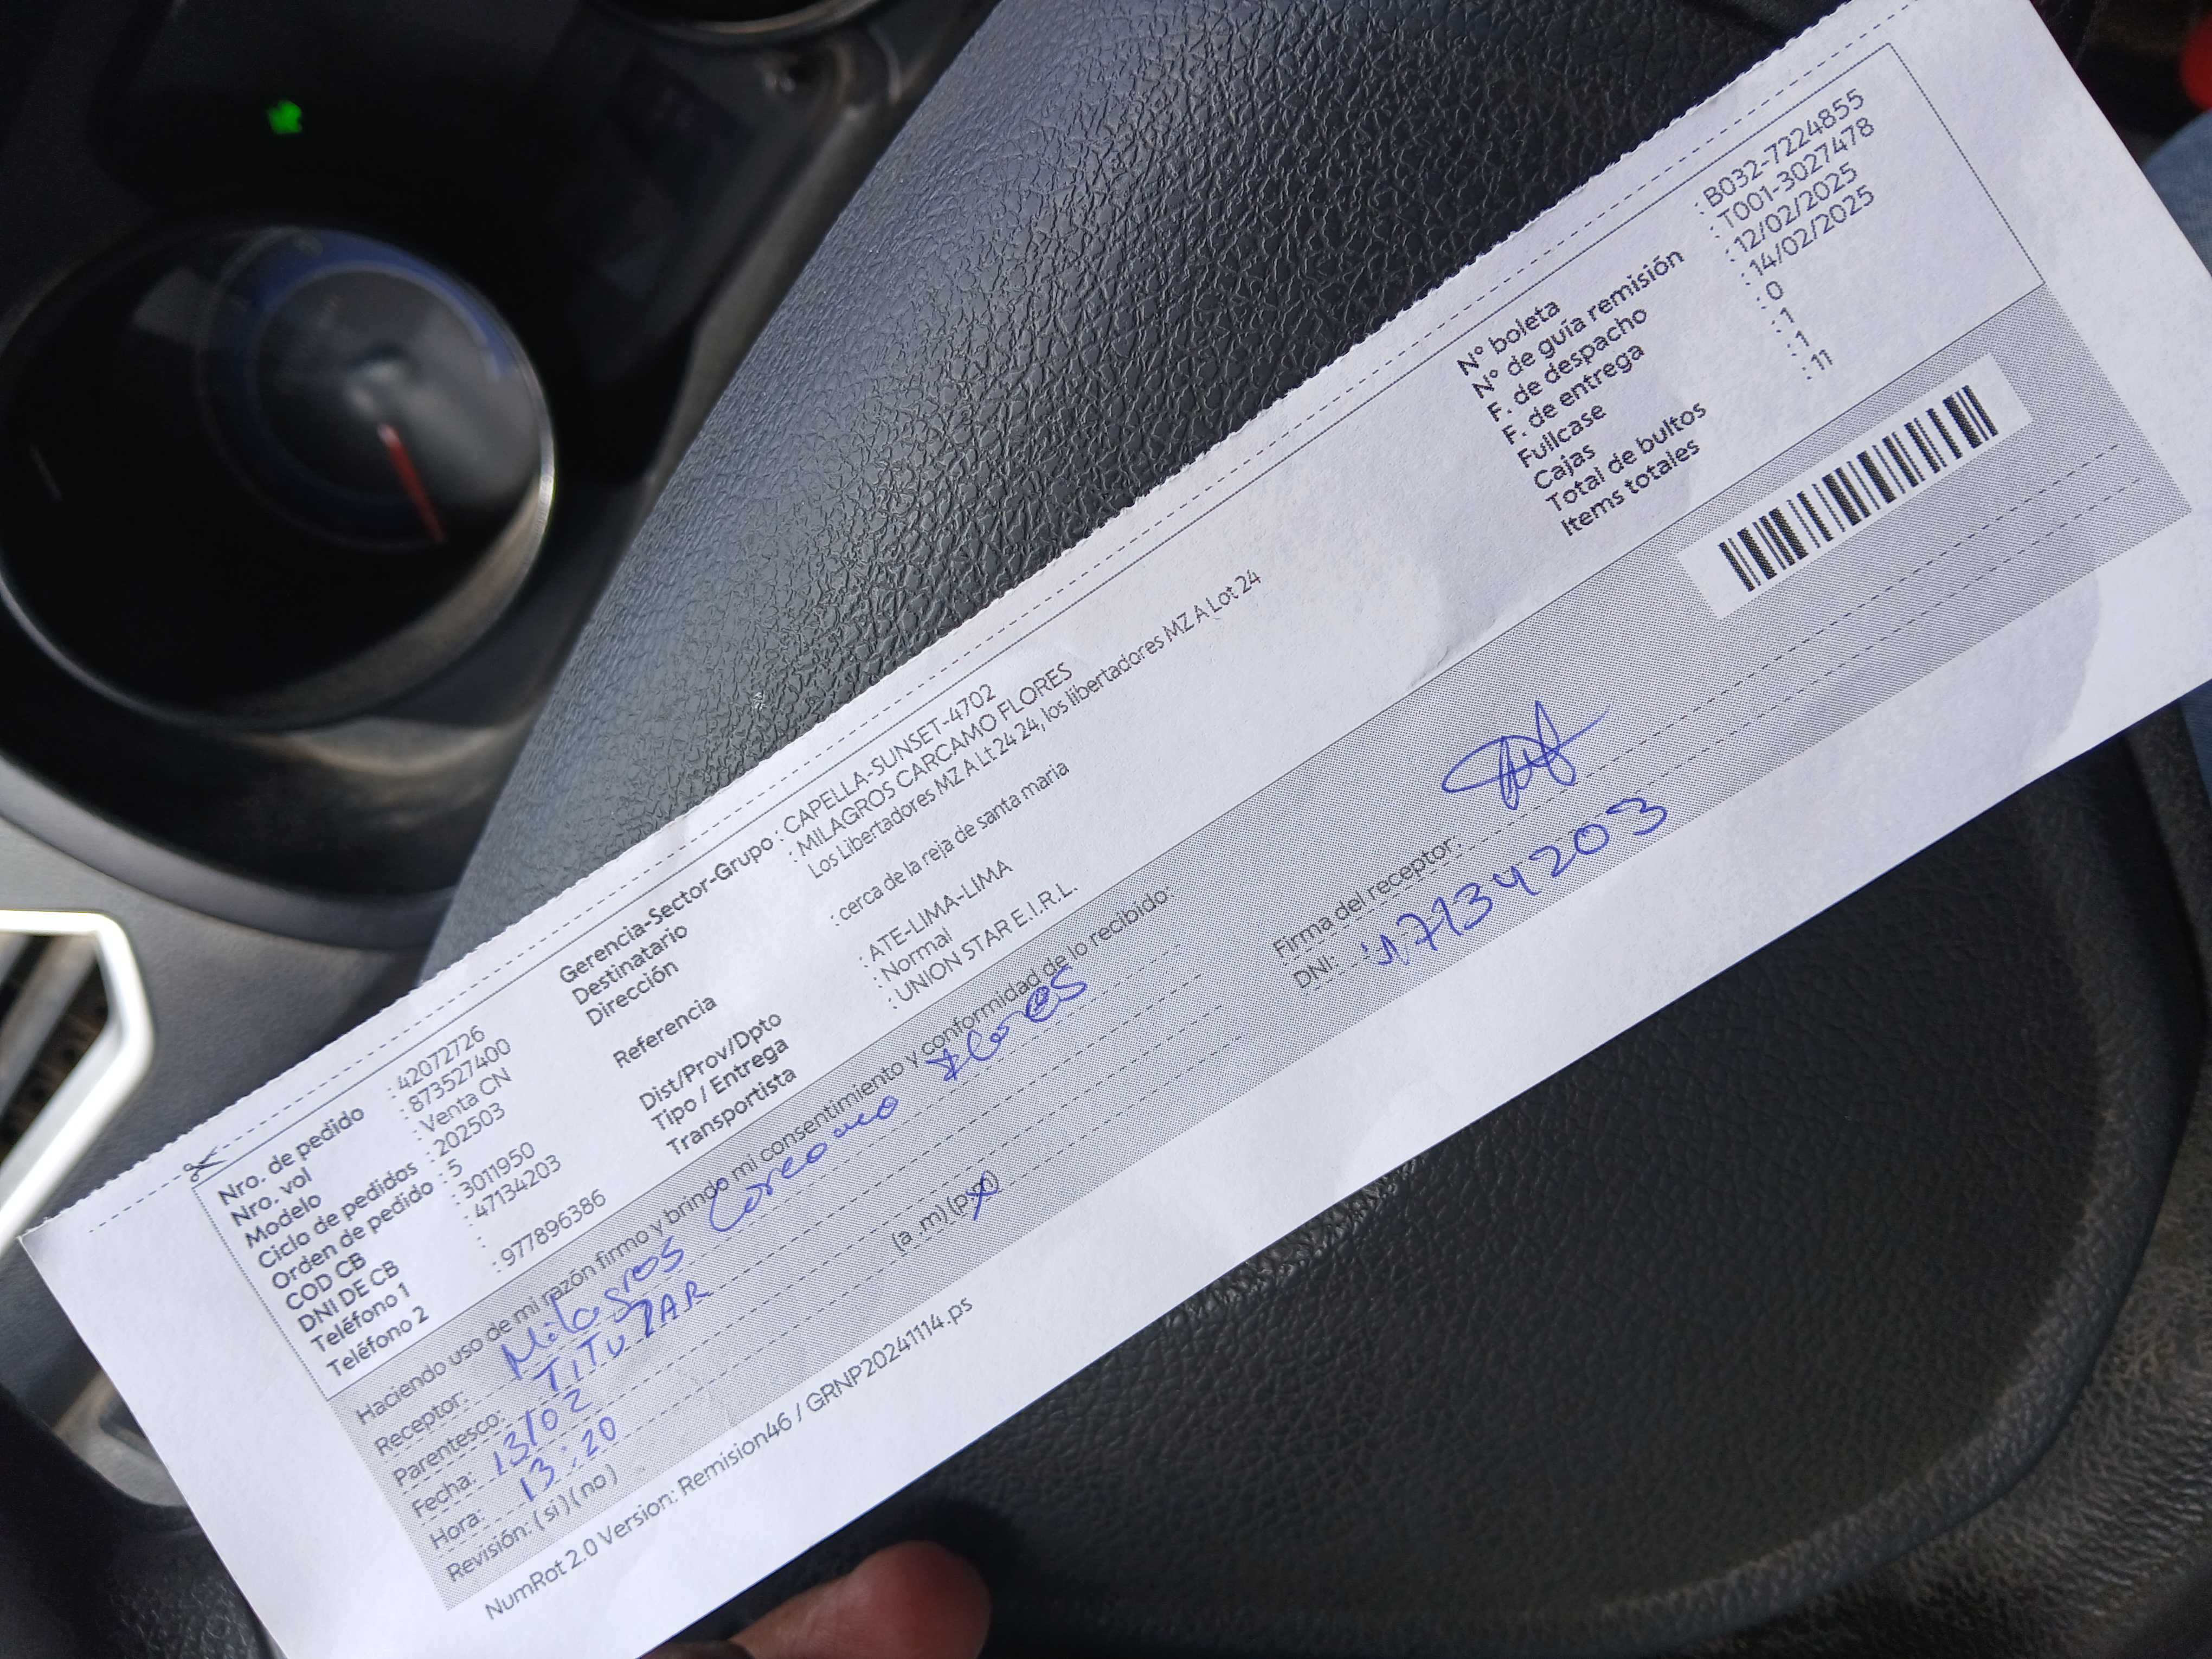 Nro. de pedido : 42072726
Nro. vol : 873527400
Modelo : Venta CN
Ciclo de pedidos : 202503
Orden de pedido : 5
COD CB : 3011950
DNI DE CB : 47134203
Teléfono 1 :
Teléfono 2 : 977896386
Gerencia-Sector-Grupo : CAPELLA-SUNSET-4702
Destinatario : MILAGROS CARCAMO FLORES
Dirección Los Libertadores MZ A Lt 24 24, los libertadores MZ A Lot 24
Referencia : cerca de la reja de santa maria
Dist/Prov/Dpto : ATE-LIMA-LIMA
Tipo / Entrega : Normal
Transportista : UNION STAR E.I.R.L.
N° boleta : B032-7224855
N° de guía remisión : T001-3027478
F. de despacho : 12/02/2025
F. de entrega : 14/02/2025
Fullcase : 0
Cajas : 1
Total de bultos : 1
Items totales : 11
Haciendo uso de mi razón firmo y brindo mi consentimiento y conformidad de lo recibido:
Receptor: Milagros Carcamo Flores
Parentesco: TITULAR
Fecha: 13/02
Hora: 13:20 (a .m) (p.m)
Revisión: ( si ) ( no )
Firma del receptor:
DNI: 47134203
NumRot 2.0 Version: Remision46 / GRNP20241114.ps